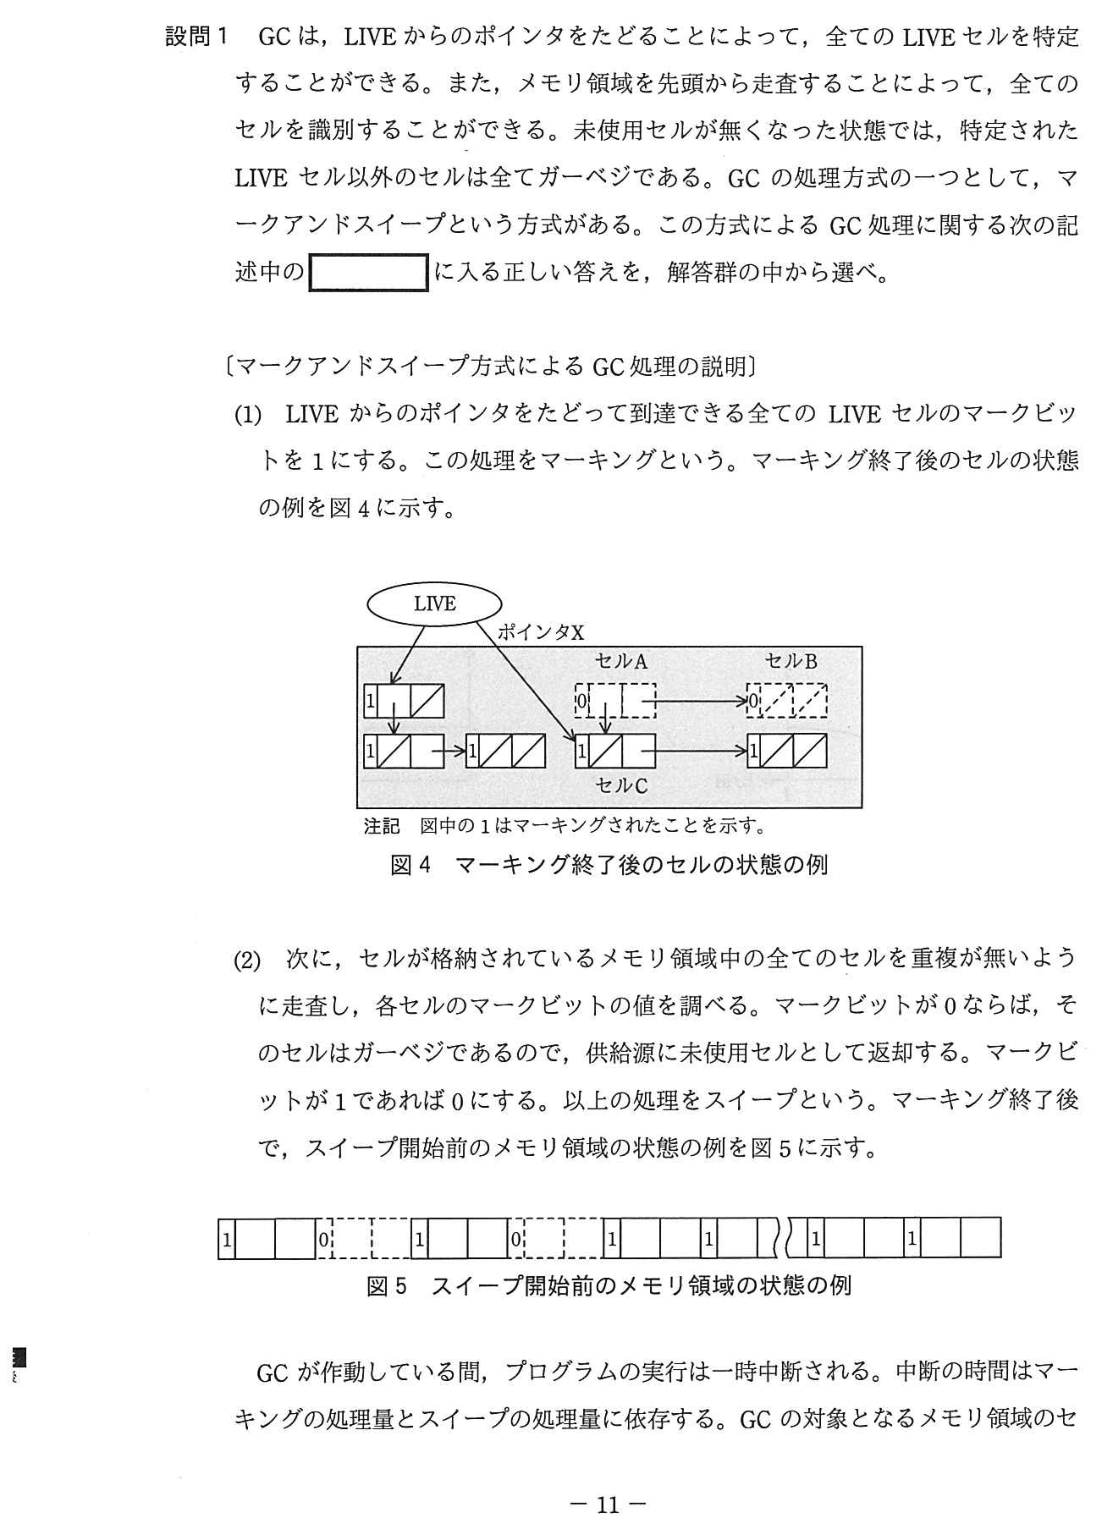 設問1　GCは，LIVEからのポインタをたどることによって，全てのLIVEセルを特定
することができる。また，メモリ領域を先頭から走査することによって，全ての
セルを識別することができる。未使用セルが無くなった状態では，特定された
LIVE セル以外のセルは全てガーベジである。GC の処理方式の一つとして，マ
ークアンドスイープという方式がある。この方式による GC 処理に関する次の記
述中の　　　　に入る正しい答えを，解答群の中から選べ。
〔マークアンドスイープ方式による GC 処理の説明〕
(1)　LIVE からのポインタをたどって到達できる全ての LIVE セルのマークビッ
トを1にする。この処理をマーキングという。マーキング終了後のセルの状態
の例を図4に示す。
LIVE
ポインタX
セルA
セルB
1
0
0
1
1
1
1
セルC
注記　図中の1はマーキングされたことを示す。
図4　マーキング終了後のセルの状態の例
(2)　次に，セルが格納されているメモリ領域中の全てのセルを重複が無いよう
に走査し，各セルのマークビットの値を調べる。マークビットが0ならば，そ
のセルはガーベジであるので，供給源に未使用セルとして返却する。マークビ
ットが1であれば0にする。以上の処理をスイープという。マーキング終了後
で，スイープ開始前のメモリ領域の状態の例を図5に示す。
1 0 1 0 1 1 1 1
図5　スイープ開始前のメモリ領域の状態の例
GC が作動している間，プログラムの実行は一時中断される。中断の時間はマー
キングの処理量とスイープの処理量に依存する。GC の対象となるメモリ領域のセ
－ 11 －